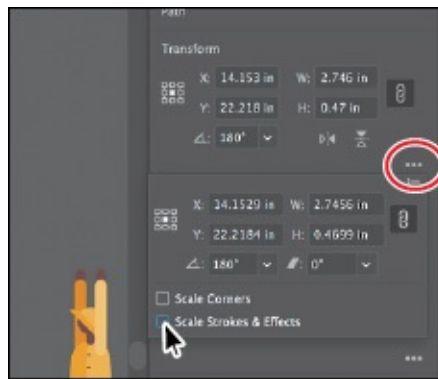 Path
Transform
X: 14.153 in W: 2.746 in
Y: 22.218 in H: 0.47 in
180°
X: 14.1529 in W: 2.7456 in
Y: 22.2184 in H: 0.4699 in
180° 0°
Scale Corners
Scale Strokes & Effects